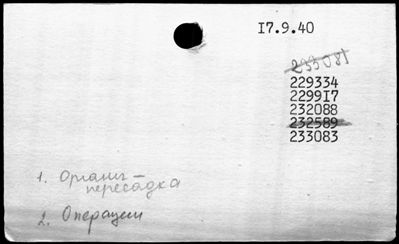 17.9.40
233081
229334
229917
232088
232589
233083
1. Органы –
пересадка
2. Операции